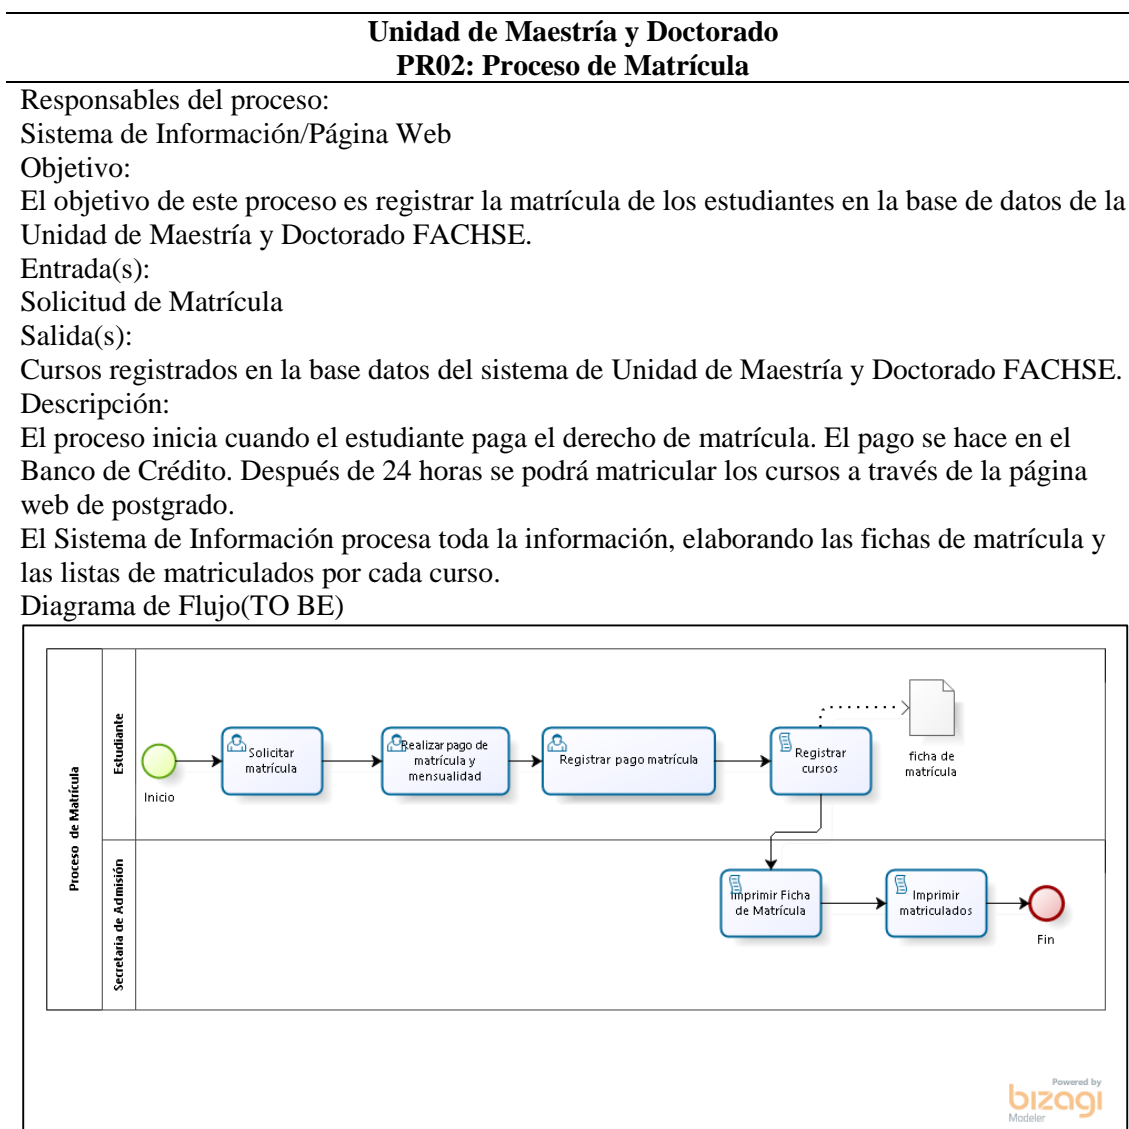 Unidad de Maestría y Doctorado
PR02: Proceso de Matrícula
Responsables del proceso:
Sistema de Información/Página Web
Objetivo:
El objetivo de este proceso es registrar la matrícula de los estudiantes en la base de datos de la
Unidad de Maestría y Doctorado FACHSE.
Entrada(s):
Solicitud de Matrícula
Salida(s):
Cursos registrados en la base datos del sistema de Unidad de Maestría y Doctorado FACHSE.
Descripción:
El proceso inicia cuando el estudiante paga el derecho de matrícula. El pago se hace en el
Banco de Crédito. Después de 24 horas se podrá matricular los cursos a través de la página
web de postgrado.
El Sistema de Información procesa toda la información, elaborando las fichas de matrícula y
las listas de matriculados por cada curso.
Diagrama de Flujo(TO BE)
Proceso de Matrícula
Estudiante
Inicio
Solicitar
matrícula
Realizar pago de
matrícula y
mensualidad
Registrar pago matrícula
Registrar
cursos
ficha de
matrícula
Secretaria de Admisión
Imprimir Ficha
de Matrícula
Imprimir
matriculados
Fin
Powered by
bizagi
Modeler